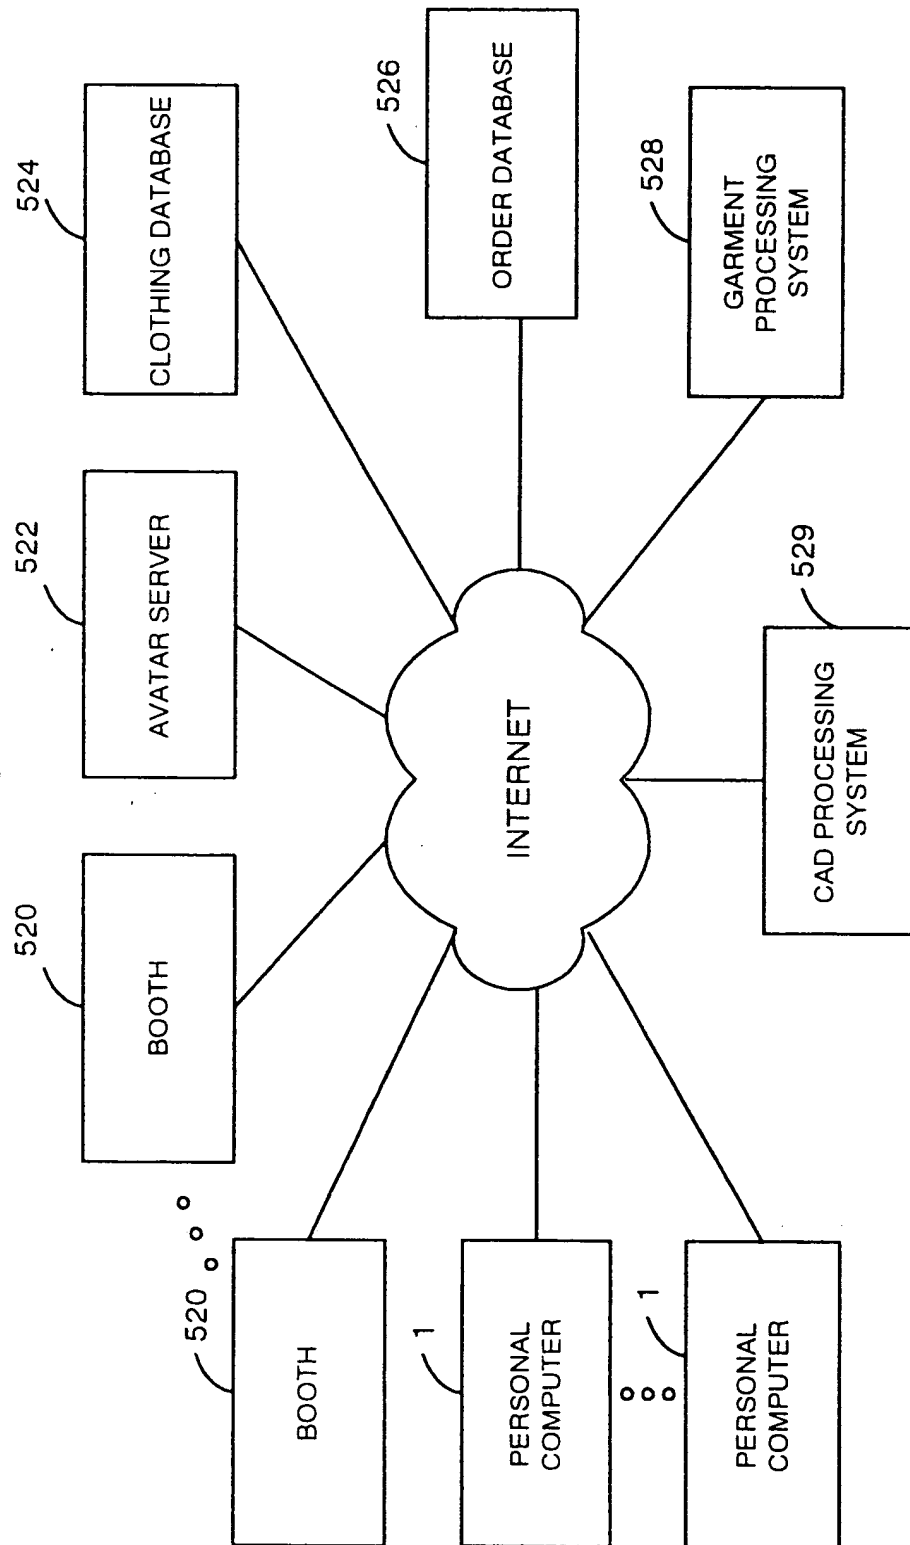 520
BOOTH
522
AVATAR SERVER
524
CLOTHING DATABASE
520
BOOTH
526
ORDER DATABASE
1
PERSONAL
COMPUTER
INTERNET
1
PERSONAL
COMPUTER
529
CAD PROCESSING
SYSTEM
528
GARMENT
PROCESSING
SYSTEM